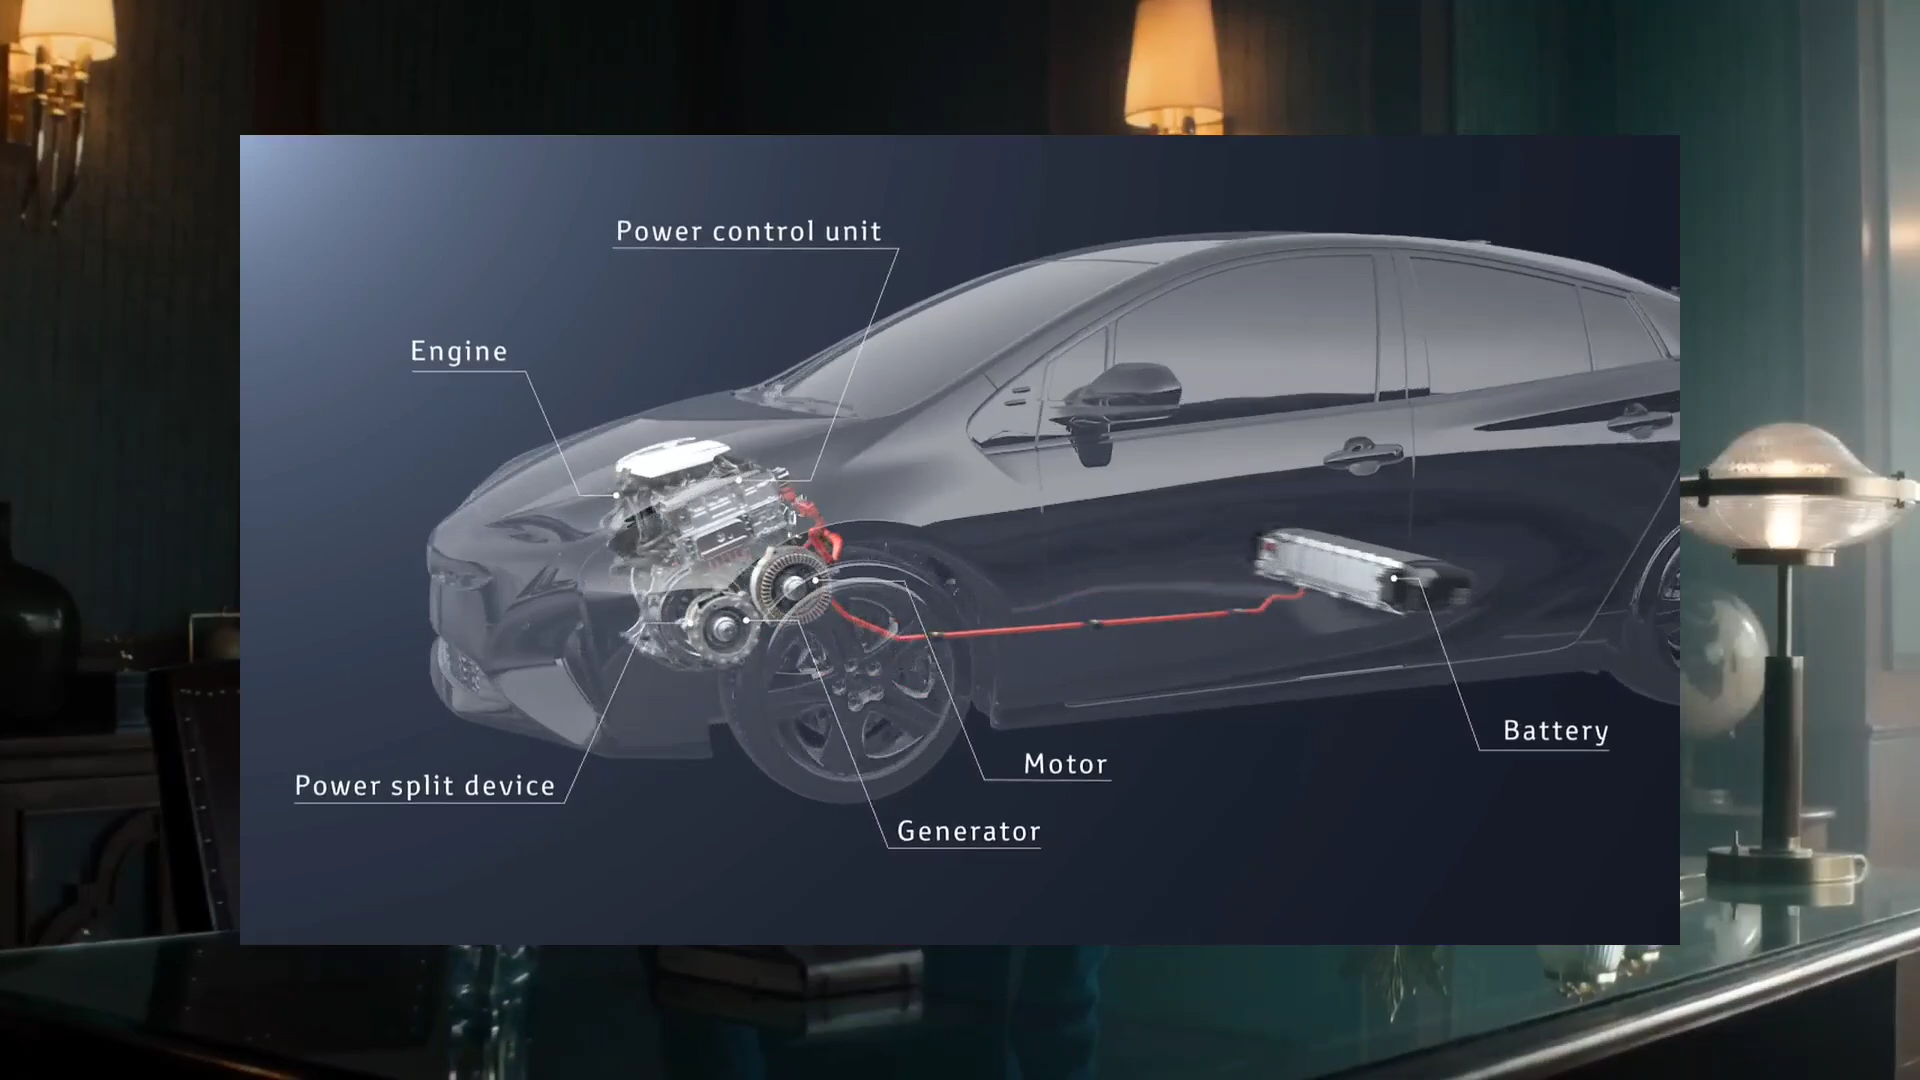 Power control unit
Engine
Battery
Motor
Power split device
Generator